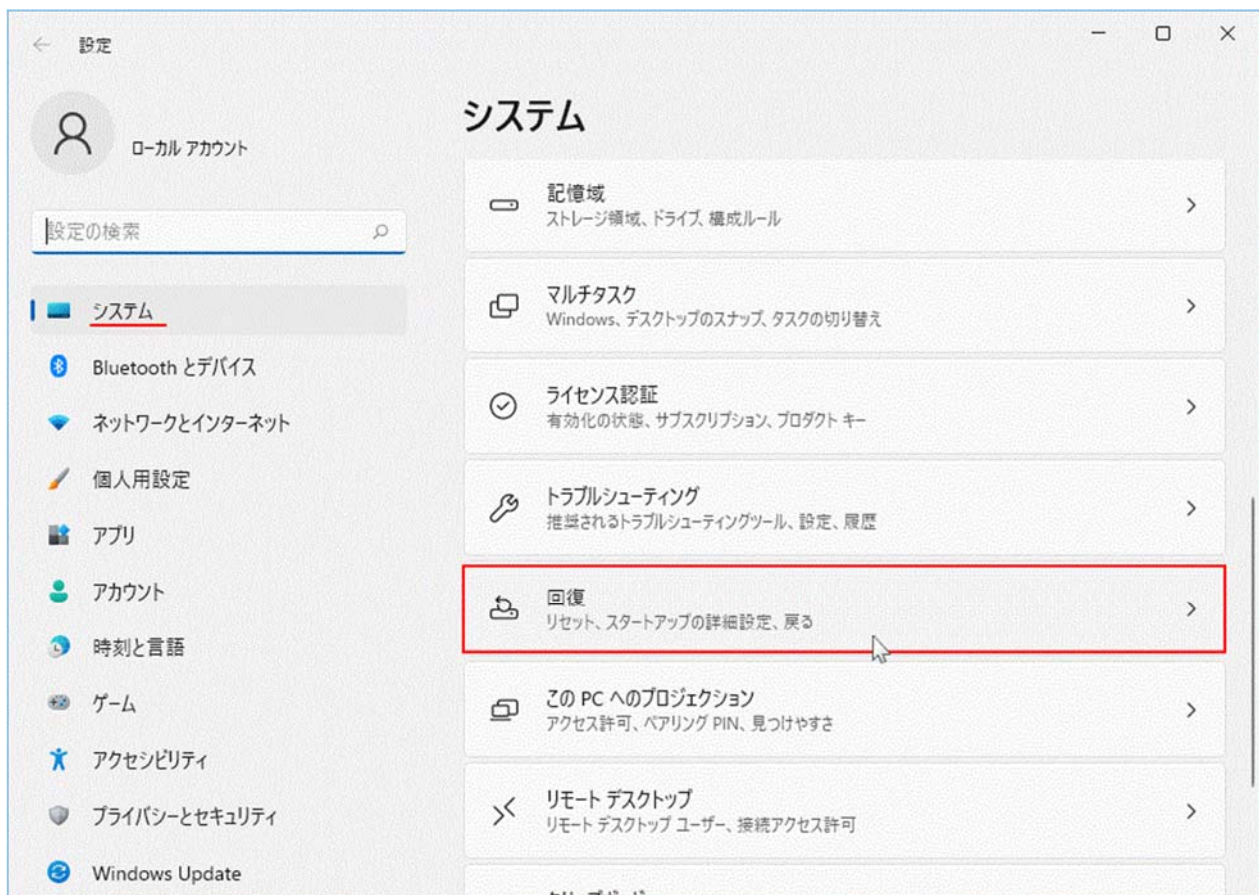 設定
ローカル アカウント
設定の検索
システム
Bluetooth とデバイス
ネットワークとインターネット
個人用設定
アプリ
アカウント
時刻と言語
ゲーム
アクセシビリティ
プライバシーとセキュリティ
Windows Update
システム
記憶域
ストレージ領域、ドライブ、構成ルール
マルチタスク
Windows、デスクトップのスナップ、タスクの切り替え
ライセンス認証
有効化の状態、サブスクリプション、プロダクト キー
トラブルシューティング
推奨されるトラブルシューティングツール、設定、履歴
回復
リセット、スタートアップの詳細設定、戻る
この PC へのプロジェクション
アクセス許可、ペアリング PIN、見つけやすさ
リモート デスクトップ
リモート デスクトップ ユーザー、接続アクセス許可